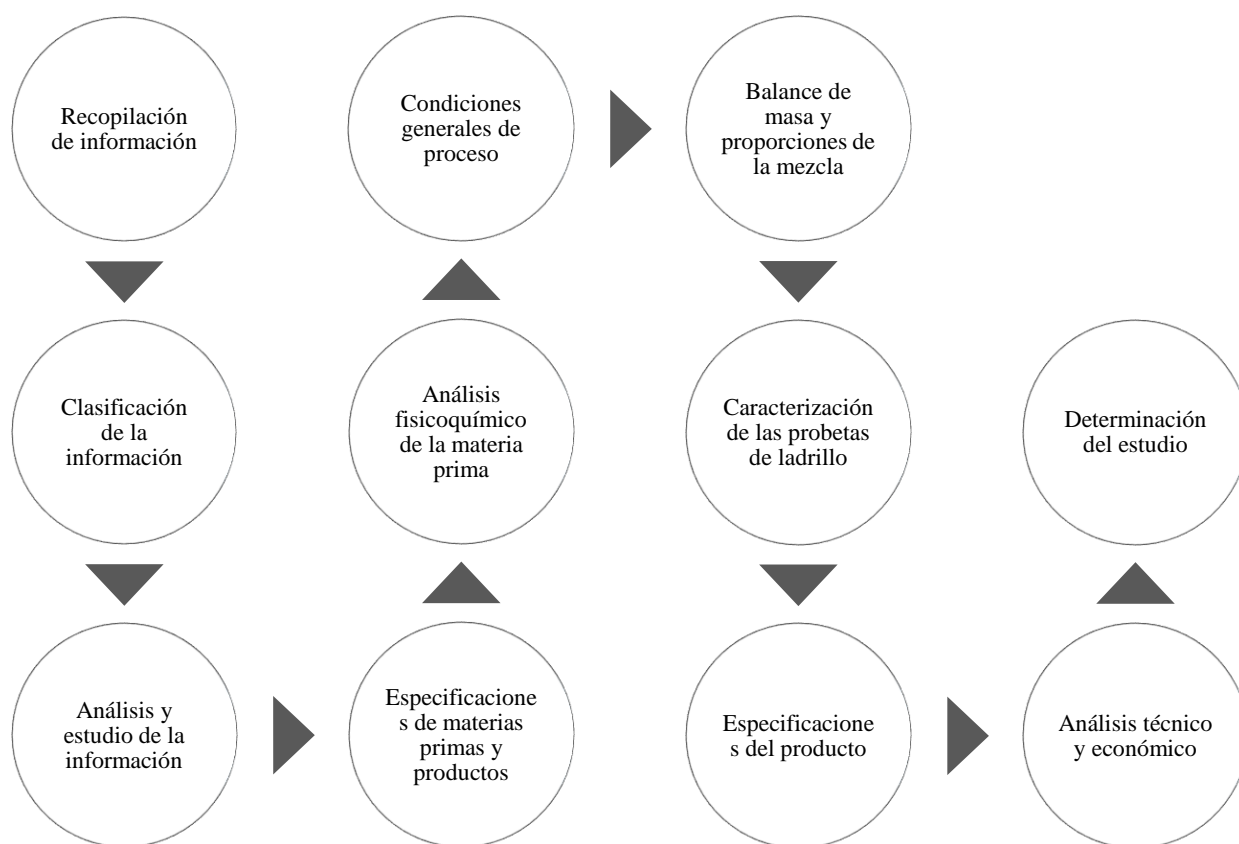 Recopilación
de información
Clasificación
de la
información
Análisis y
estudio de la
información
Especificacione
s de materias
primas y
productos
Análisis
fisicoquímico
de la materia
prima
Condiciones
generales de
proceso
Balance de
masa y
proporciones de
la mezcla
Caracterización
de las probetas
de ladrillo
Especificacione
s del producto
Análisis técnico
y económico
Determinación
del estudio